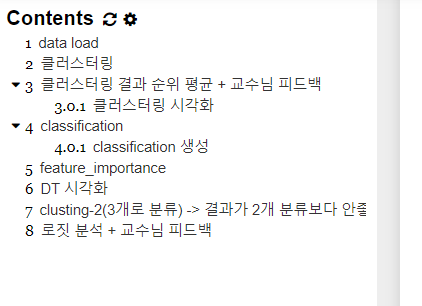 Contents
1 data load
2 클러스터링
3 클러스터링 결과 순위 평균 + 교수님 피드백
3.0.1 클러스터링 시각화
4 classification
4.0.1 classification 생성
5 feature_importance
6 DT 시각화
7 clusting-2(3개로 분류) -> 결과가 2개 분류보다
8 로짓 분석 + 교수님 피드백